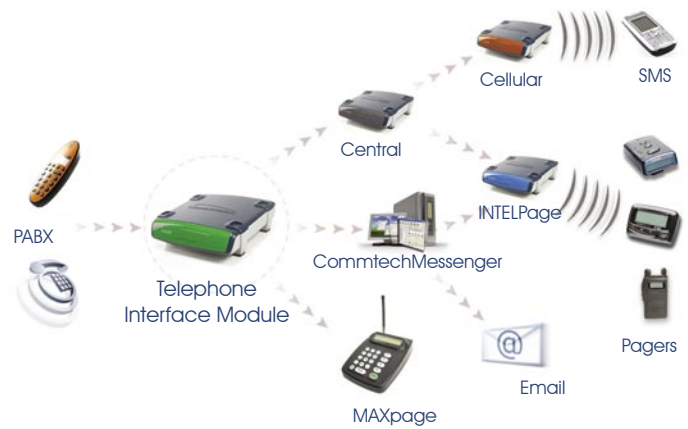 Cellular
SMS
Central
PABX
INTELPage
CommtechMessenger
Telephone
Interface Module
Pagers
Email
MAXpage
@